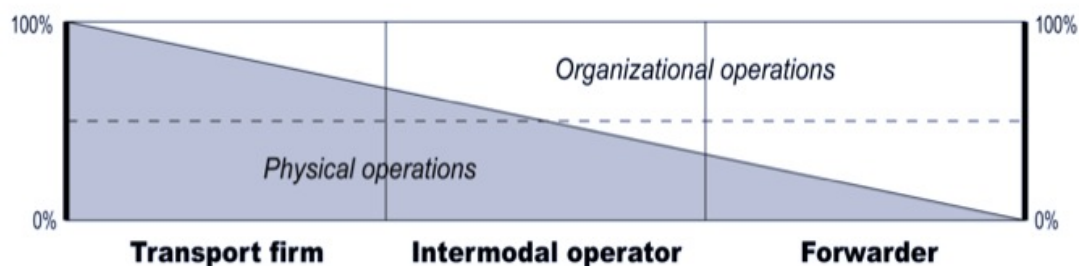 100% 100%
Organizational operations
Physical operations
0% 0%
Transport firm Intermodal operator Forwarder